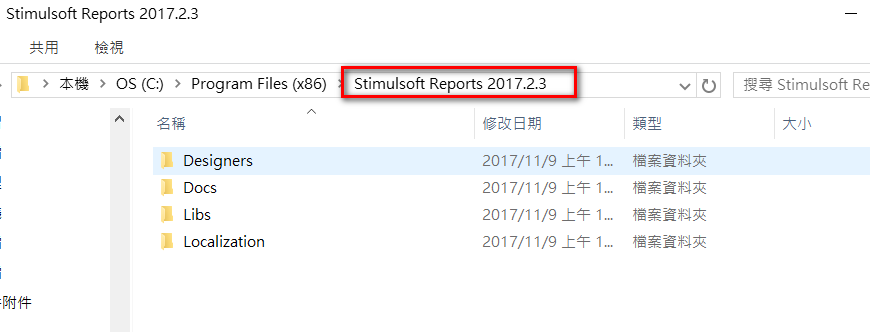 Stimulsoft Reports 2017.2.3
共用 檢視
本機 > OS (C:) > Program Files (x86) > Stimulsoft Reports 2017.2.3
搜尋 Stimulsoft Re
名稱 修改日期 類型 大小
Designers 2017/11/9 上午 1... 檔案資料夾
Docs 2017/11/9 上午 1... 檔案資料夾
Libs 2017/11/9 上午 1... 檔案資料夾
Localization 2017/11/9 上午 1... 檔案資料夾
附件